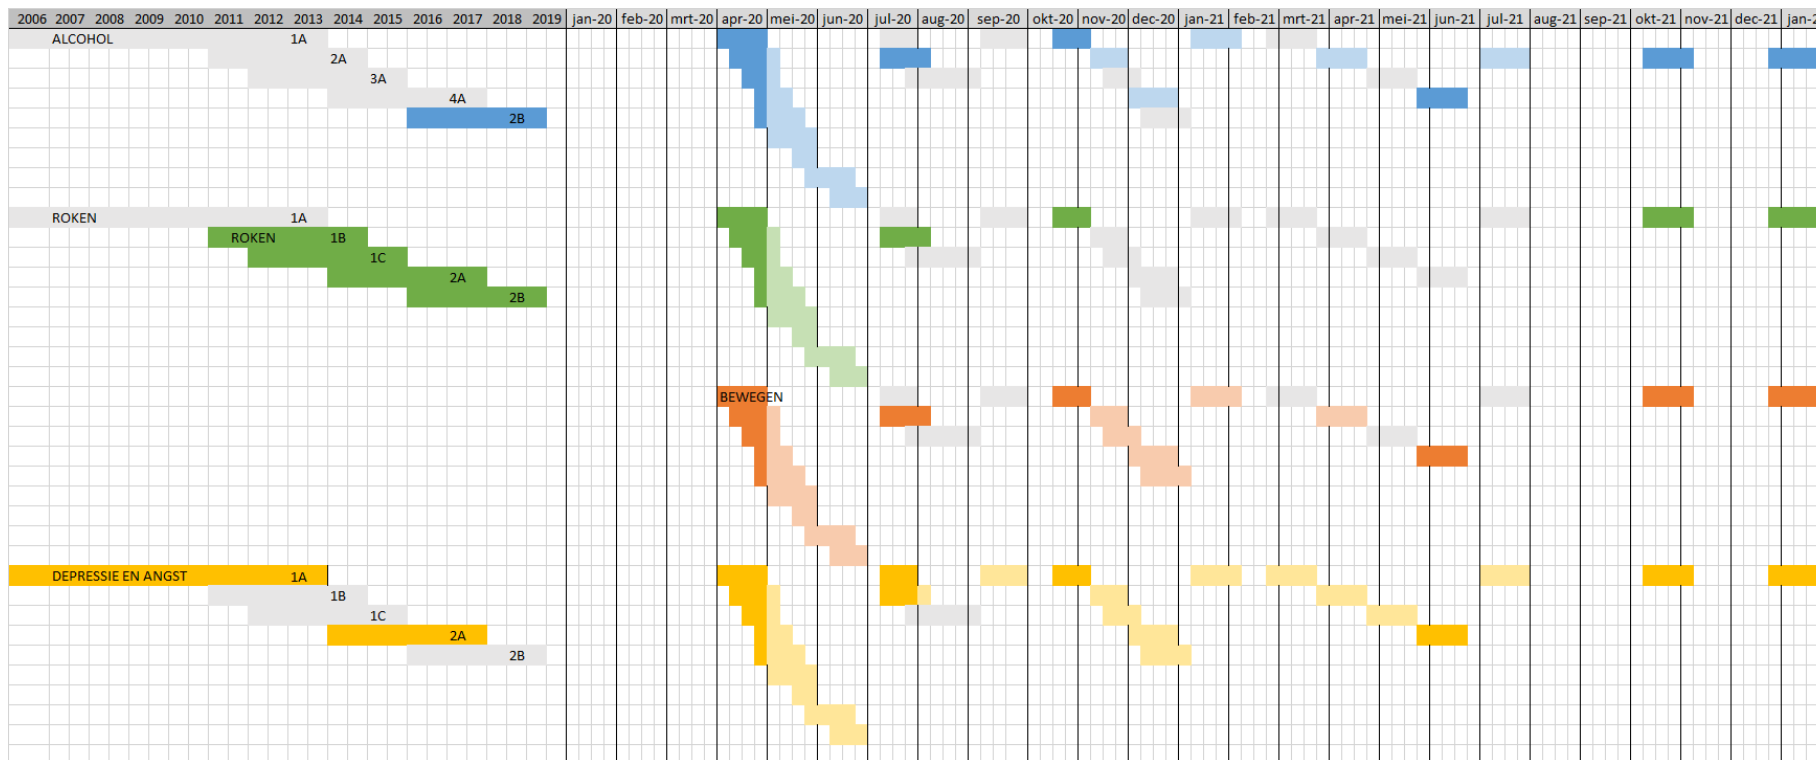 2006 2007 2008 2009 2010 2011 2012 2013 2014 2015 2016 2017 2018 2019 jan-20 feb-20 mrt-20 apr-20 mei-20 jun-20 jul-20 aug-20 sep-20 okt-20 nov-20 dec-20 jan-21 feb-21 mrt-21 apr-21 mei-21 jun-21 jul-21 aug-21 sep-21 okt-21 nov-21 dec-21 jan-2
ALCOHOL 1A
2A
3A
4A
2B
ROKEN 1A
ROKEN 1B
1C
2A
2B
BEWEGEN
DEPRESSIE EN ANGST 1A
1B
1C
2A
2B